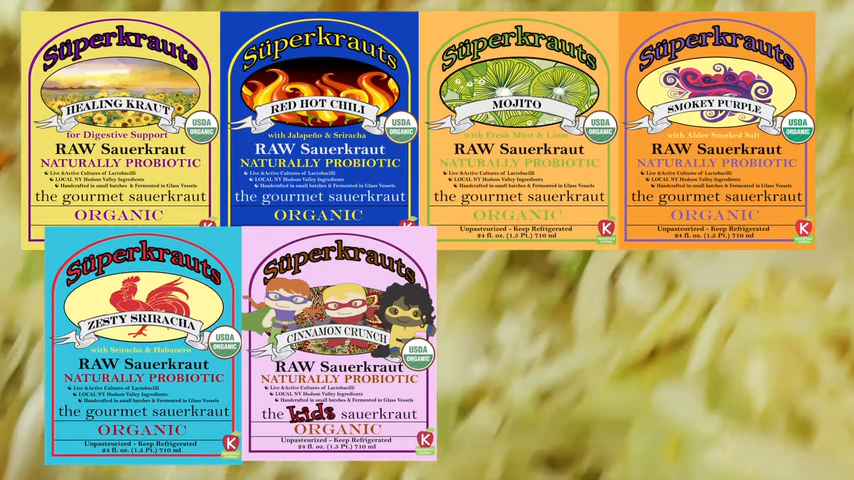 Süperkrauts
HEALING KRAUT
USDA
ORGANIC
for Digestive Support
RAW Sauerkraut
NATURALLY PROBIOTIC
Live &Active Cultures of Lactobacilli
LOCAL NY Hudson Valley Ingredients
Handcrafted in small batches & Fermented in Glass Vessels
the gourmet sauerkraut
ORGANIC
Süperkrauts
RED HOT CHILI
USDA
ORGANIC
with Jalapeño & Sriracha
RAW Sauerkraut
NATURALLY PROBIOTIC
Live &Active Cultures of Lactobacilli
LOCAL NY Hudson Valley Ingredients
Handcrafted in small batches & Fermented in Glass Vessels
the gourmet sauerkraut
ORGANIC
Süperkrauts
MOJITO
USDA
ORGANIC
with Fresh Mint & Lime
RAW Sauerkraut
NATURALLY PROBIOTIC
Live &Active Cultures of Lactobacilli
LOCAL NY Hudson Valley Ingredients
Handcrafted in small batches & Fermented in Glass Vessels
the gourmet sauerkraut
ORGANIC
Unpasteurized - Keep Refrigerated
24 fl. oz. (1.5 Pt.) 710 ml
K
Süperkrauts
SMOKEY PURPLE
USDA
ORGANIC
with Alder Smoked Salt
RAW Sauerkraut
NATURALLY PROBIOTIC
Live &Active Cultures of Lactobacilli
LOCAL NY Hudson Valley Ingredients
Handcrafted in small batches & Fermented in Glass Vessels
the gourmet sauerkraut
ORGANIC
Unpasteurized - Keep Refrigerated
24 fl. oz. (1.5 Pt.) 710 ml
K
Süperkrauts
ZESTY SRIRACHA
USDA
ORGANIC
with Sriracha & Habanero
RAW Sauerkraut
NATURALLY PROBIOTIC
Live &Active Cultures of Lactobacilli
LOCAL NY Hudson Valley Ingredients
Handcrafted in small batches & Fermented in Glass Vessels
the gourmet sauerkraut
ORGANIC
Unpasteurized - Keep Refrigerated
24 fl. oz. (1.5 Pt.) 710 ml
K
Süperkrauts
CINNAMON CRUNCH
USDA
ORGANIC
RAW Sauerkraut
NATURALLY PROBIOTIC
Live &Active Cultures of Lactobacilli
LOCAL NY Hudson Valley Ingredients
Handcrafted in small batches & Fermented in Glass Vessels
the kids sauerkraut
ORGANIC
Unpasteurized - Keep Refrigerated
24 fl. oz. (1.5 Pt.) 710 ml
K